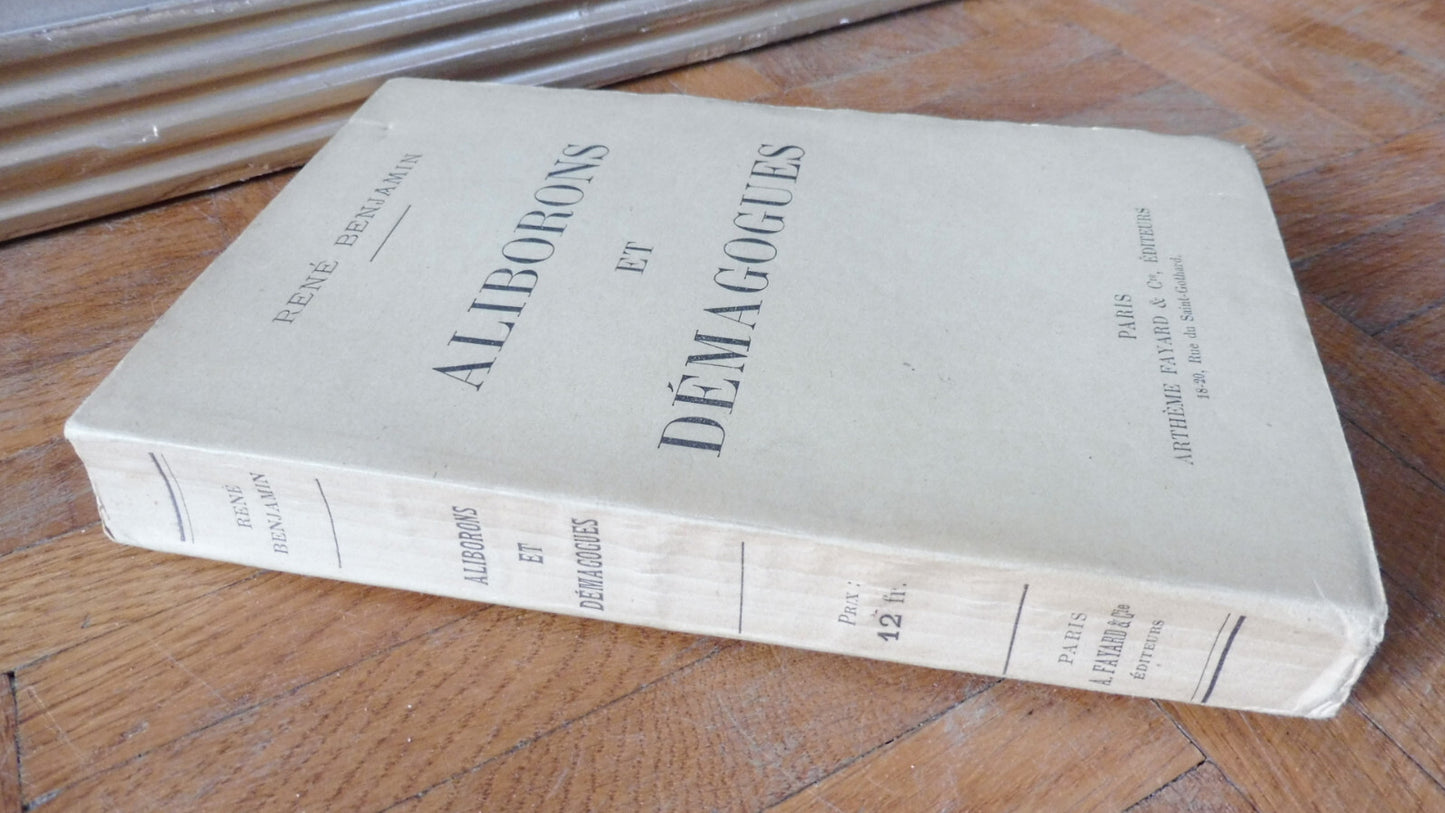 RENÉ BENJAMIN
ALIBORONS
ET
DÉMAGOGUES
PARIS
ARTHÈME FAYARD & Cie, ÉDITEURS
18-20, Rue du Saint-Gothard.
RENÉ
BENJAMIN
ALIBORONS
ET
DÉMAGOGUES
PRIX :
12 fr.
PARIS
A. FAYARD & Cie
ÉDITEURS